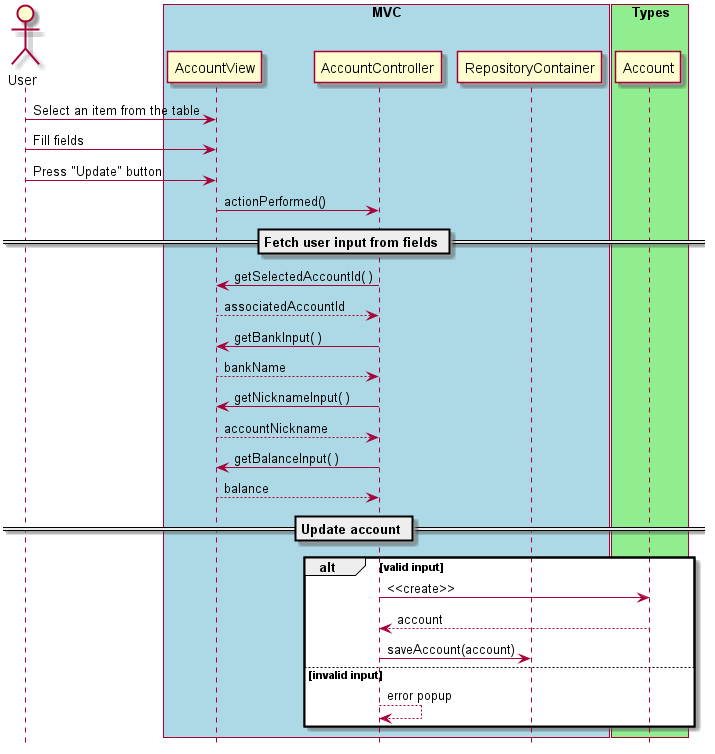 MVC
Types
User
AccountView
AccountController
RepositoryContainer
Account
Select an item from the table
Fill fields
Press "Update" button
actionPerformed()
Fetch user input from fields
getSelectedAccountId( )
associatedAccountId
getBankInput( )
bankName
getNicknameInput( )
accountNickname
getBalanceInput( )
balance
Update account
alt [valid input]
<<create>>
account
saveAccount(account)
[invalid input]
error popup